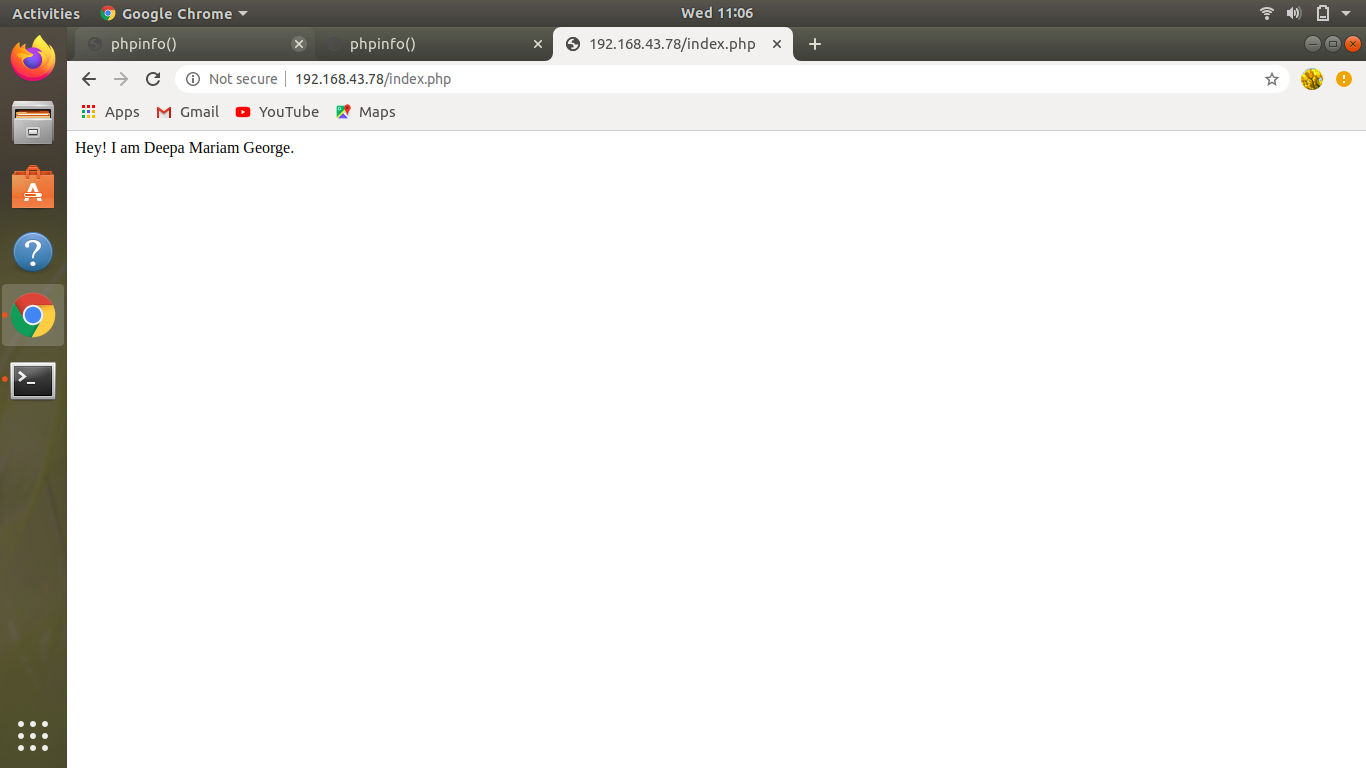 Activities Google Chrome Wed 11:06
phpinfo() phpinfo() 192.168.43.78/index.php
Not secure 192.168.43.78/index.php
Apps Gmail YouTube Maps
Hey! I am Deepa Mariam George.